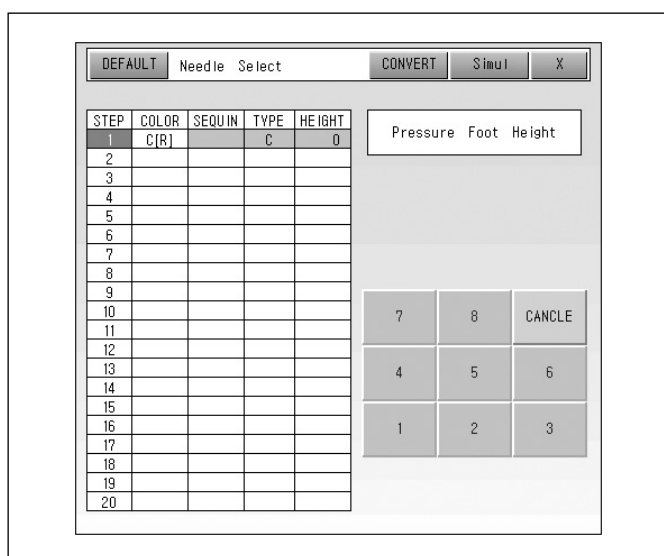 DEFAULT Needle Select CONVERT Simul X
STEP COLOR SEQUIN TYPE HEIGHT
1 C[R] C 0
Pressure Foot Height
2
3
4
5
6
7
8
9
10
11
12
13
14
15
16
17
18
19
20
7 8 CANCLE
4 5 6
1 2 3